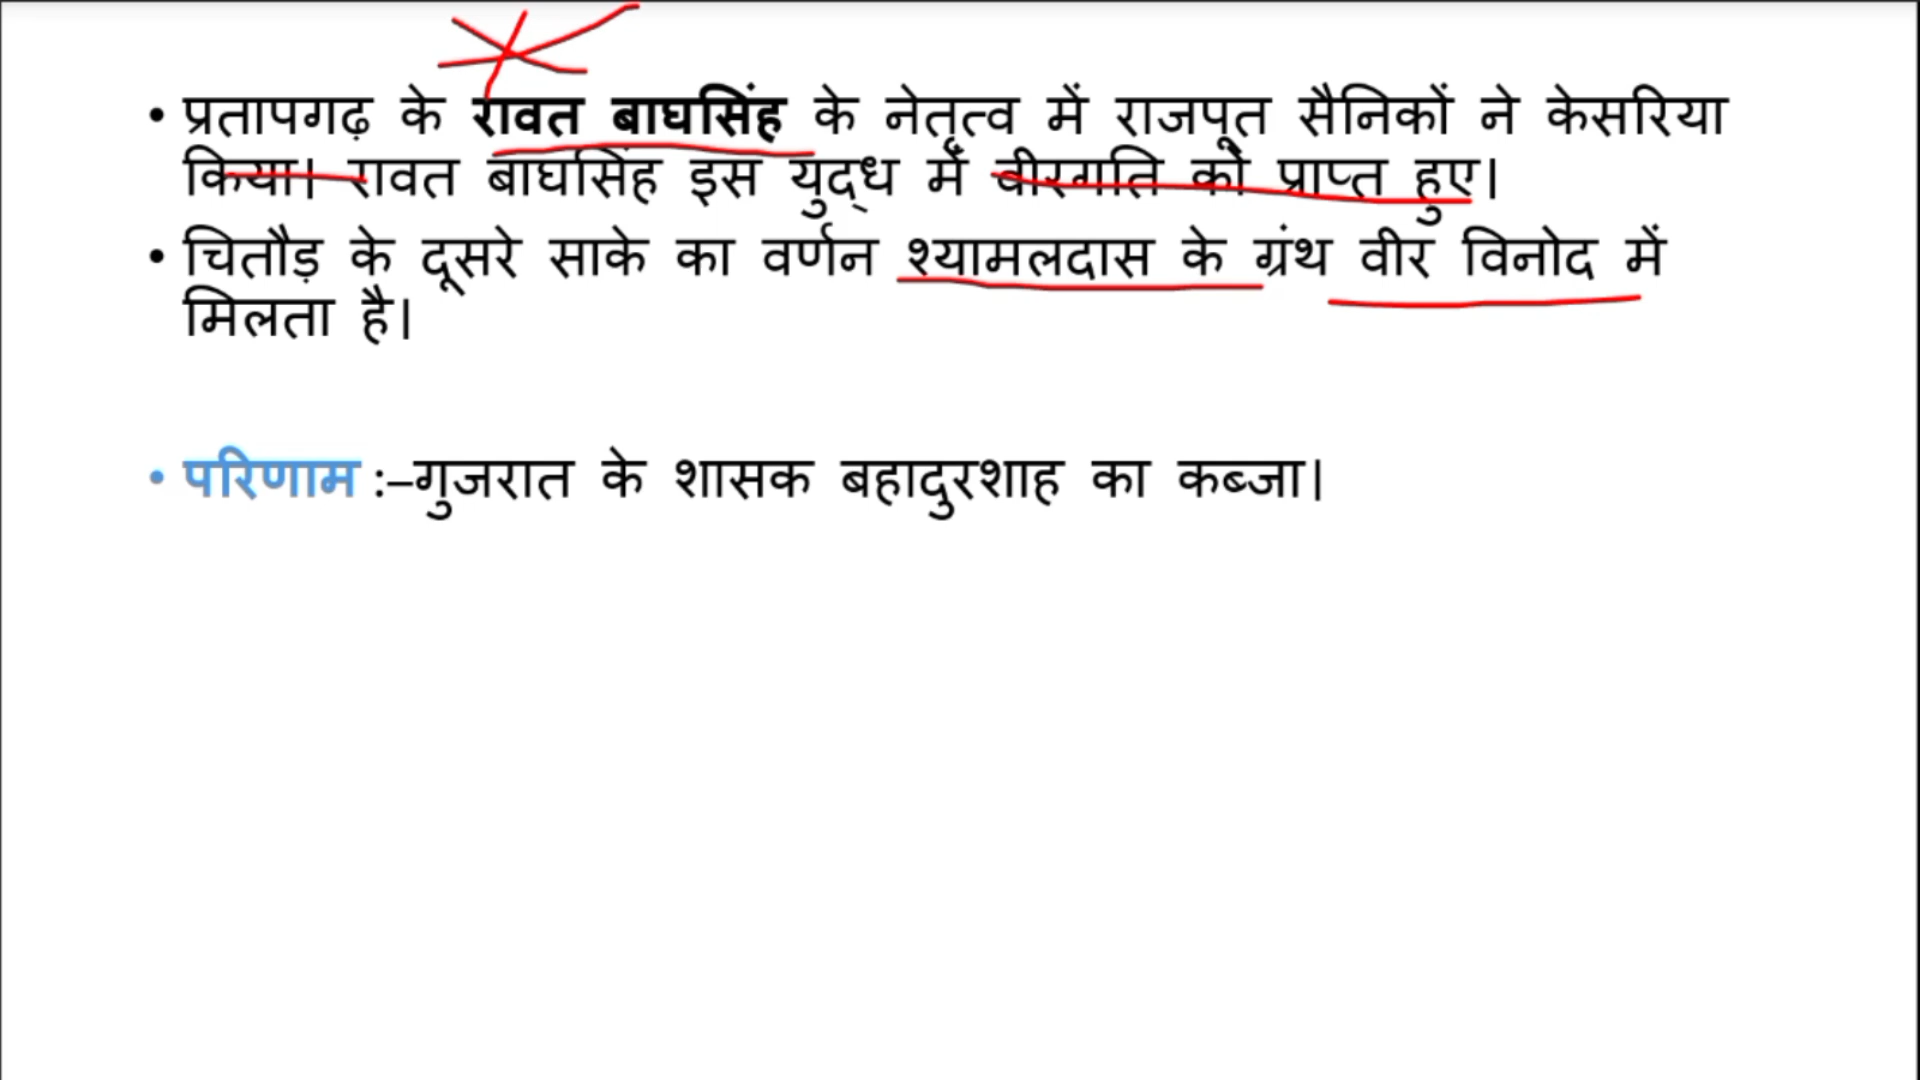 • प्रतापगढ़ के रावत बाघसिंह के नेतृत्व में राजपूत सैनिकों ने केसरिया
किया। रावत बाघसिंह इस युद्ध में वीरगति को प्राप्त हुए।
• चितौड़ के दूसरे साके का वर्णन श्यामलदास के ग्रंथ वीर विनोद में
मिलता है।
• परिणाम :–गुजरात के शासक बहादुरशाह का कब्जा।